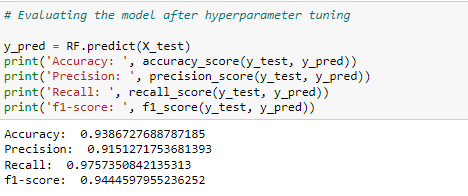 # Evaluating the model after hyperparameter tuning
y_pred = RF.predict(X_test)
print('Accuracy: ', accuracy_score(y_test, y_pred))
print('Precision: ', precision_score(y_test, y_pred))
print('Recall: ', recall_score(y_test, y_pred))
print('f1-score: ', f1_score(y_test, y_pred))
Accuracy:  0.9386727688787185
Precision:  0.9151271753681393
Recall:  0.9757350842135313
f1-score:  0.9444597955236252